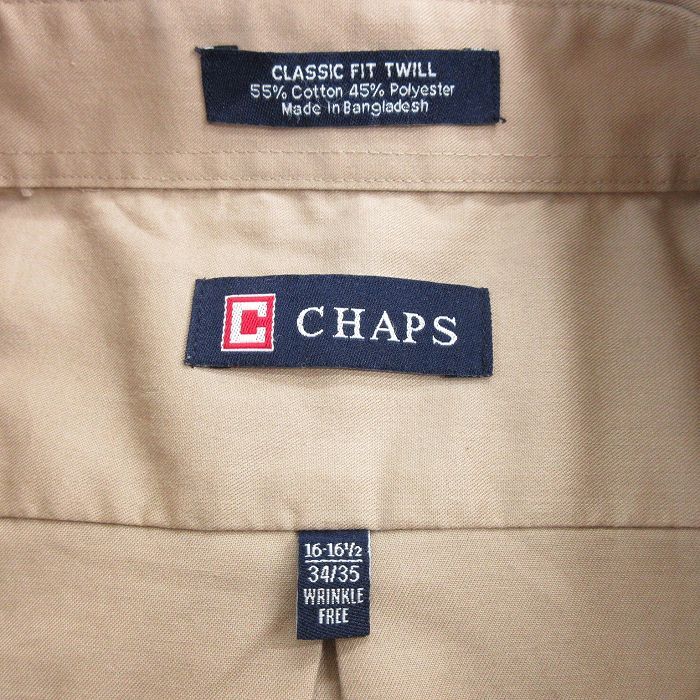 CLASSIC FIT TWILL
55% Cotton 45% Polyester
Made in Bangladesh
C CHAPS
16-16½
34/35
WRINKLE
FREE